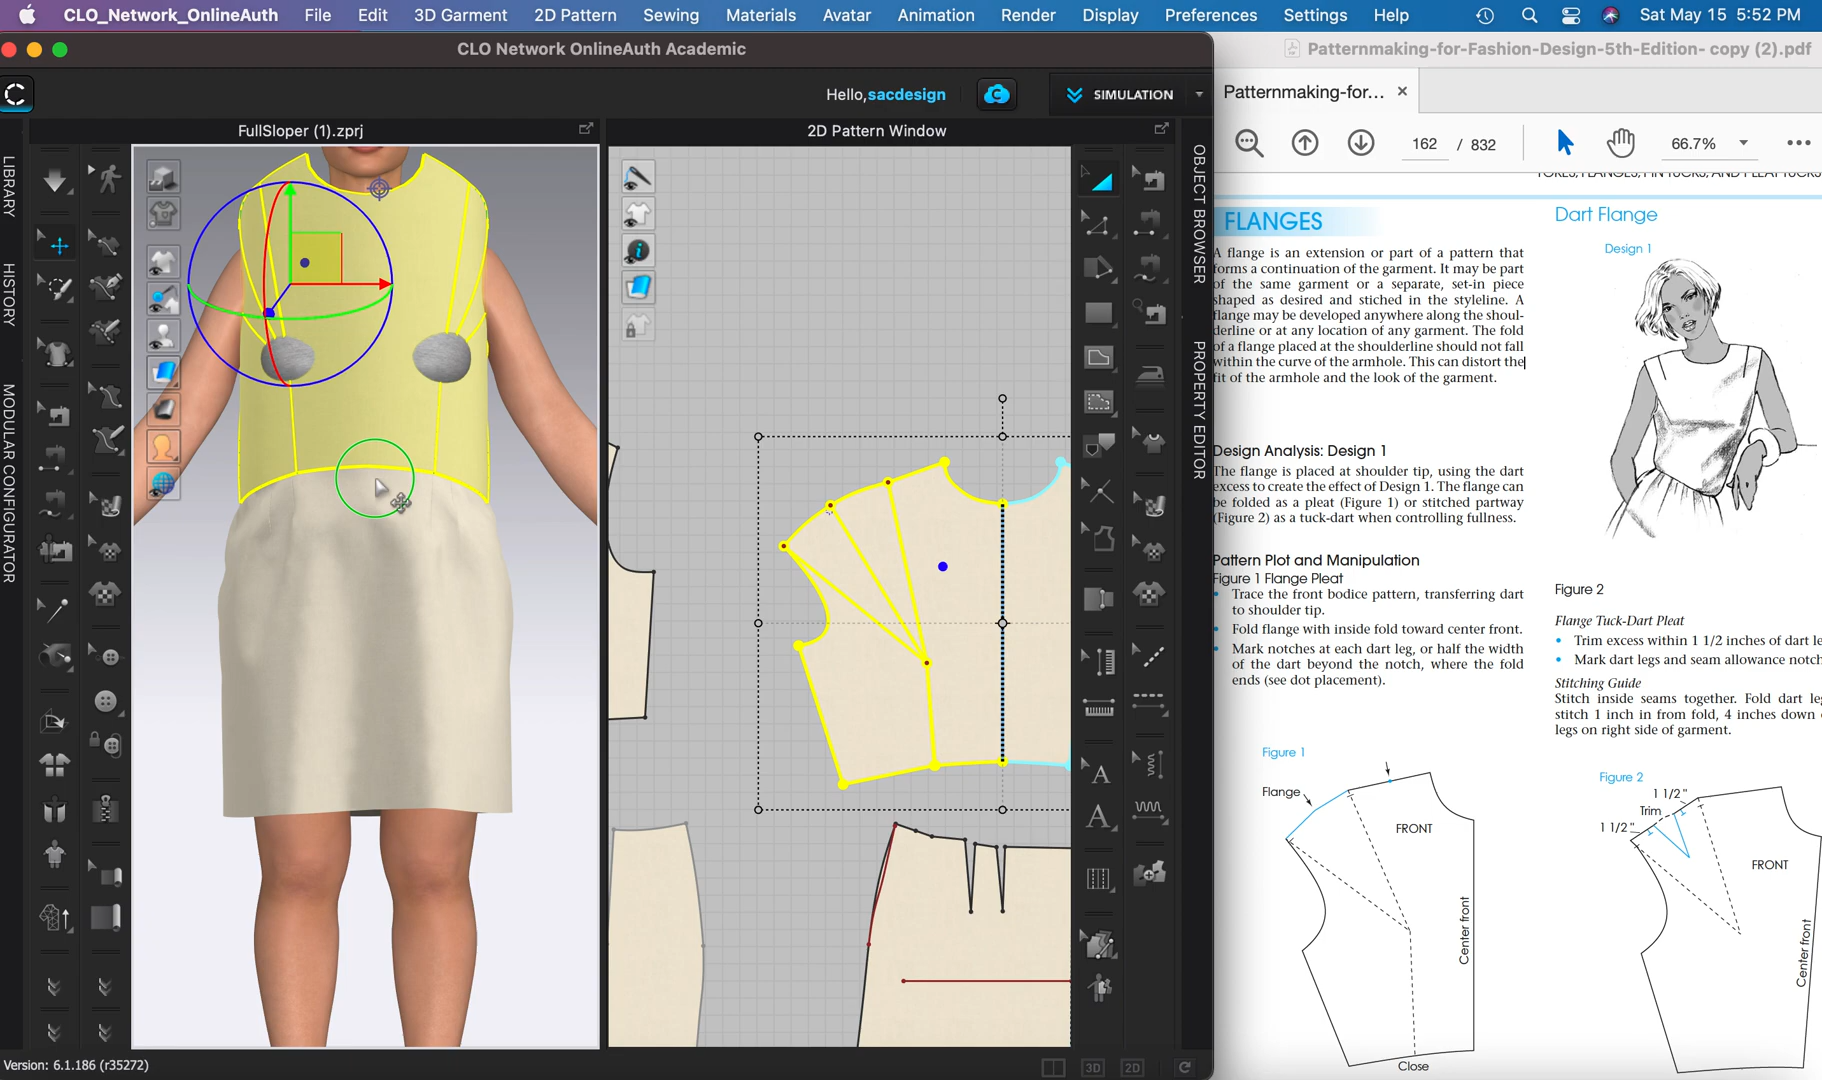 CLO_Network_OnlineAuth File Edit 3D Garment 2D Pattern Sewing Materials Avatar Animation Render Display Preferences Settings Help Sat May 15 5:52 PM
CLO Network OnlineAuth Academic
Patternmaking-for-Fashion-Design-5th-Edition- copy (2).pdf
Hello, sacdesign
SIMULATION
Patternmaking-for...
FullSloper (1).zprj
2D Pattern Window
162 / 832
66.7%
LIBRARY
HISTORY
MODULAR CONFIGURATOR
OBJECT BROWSER
PROPERTY EDITOR
YOKES, FLANGES, PIN TUCKS, AND PLEAT TUCKS
FLANGES
A flange is an extension or part of a pattern that
forms a continuation of the garment. It may be part
of the same garment or a separate, set-in piece
shaped as desired and stiched in the styleline. A
flange may be developed anywhere along the shoul-
derline or at any location of any garment. The fold
of a flange placed at the shoulderline should not fall
within the curve of the armhole. This can distort the
fit of the armhole and the look of the garment.
Design Analysis: Design 1
The flange is placed at shoulder tip, using the dart
excess to create the effect of Design 1. The flange can
be folded as a pleat (Figure 1) or stitched partway
(Figure 2) as a tuck-dart when controlling fullness.
Pattern Plot and Manipulation
Figure 1 Flange Pleat
• Trace the front bodice pattern, transferring dart
to shoulder tip.
• Fold flange with inside fold toward center front.
• Mark notches at each dart leg, or half the width
of the dart beyond the notch, where the fold
ends (see dot placement).
Figure 1
Flange
FRONT
Center front
Close
Dart Flange
Design 1
Figure 2
Flange Tuck-Dart Pleat
• Trim excess within 1 1/2 inches of dart le
• Mark dart legs and seam allowance notch
Stitching Guide
Stitch inside seams together. Fold dart leg
stitch 1 inch in from fold, 4 inches down
legs on right side of garment.
Figure 2
1 1/2"
Trim
1 1/2"
FRONT
Center front
A
A
3D
2D
Version: 6.1.186 (r35272)